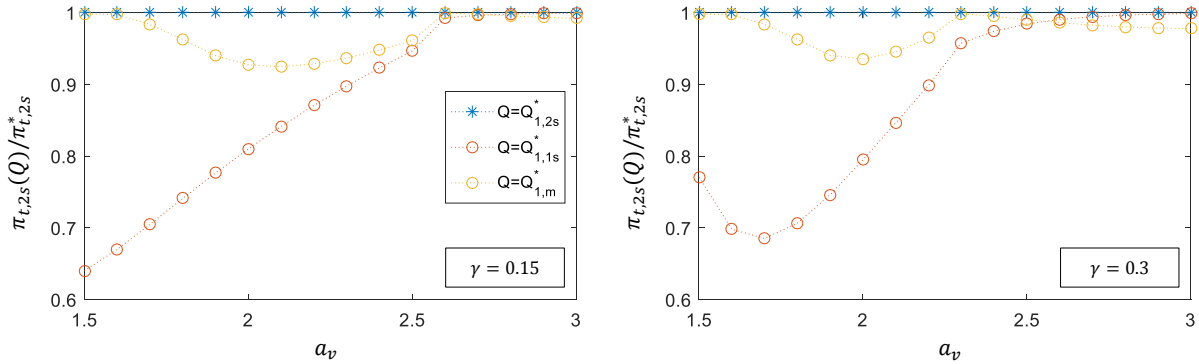 π_{t,2s}(Q)/π*_{t,2s}
1
0.9
0.8
0.7
0.6
1.5
2
2.5
3
a_v
Q=Q*_{1,2s}
Q=Q*_{1,1s}
Q=Q*_{1,m}
γ = 0.15
π_{t,2s}(Q)/π*_{t,2s}
1
0.9
0.8
0.7
0.6
1.5
2
2.5
3
a_v
γ = 0.3